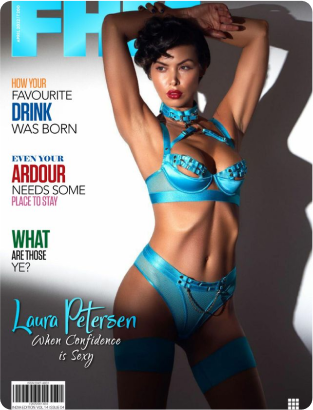 FHM
HOW YOUR
FAVOURITE
DRINK
WAS BORN
EVEN YOUR
ARDOUR
NEEDS SOME
PLACE TO STAY
WHAT
ARE THOSE
YE?
Laura Petersen
When Confidence
is Sexy